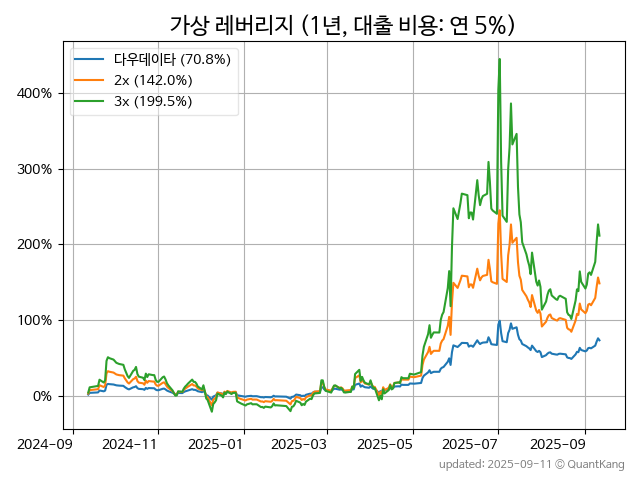 가상 레버리지 (1년, 대출 비용: 연 5%)
다우데이타 (70.8%)
2x (142.0%)
3x (199.5%)
400%
300%
200%
100%
0%
2024-09 2024-11 2025-01 2025-03 2025-05 2025-07 2025-09
updated: 2025-09-11 © QuantKang